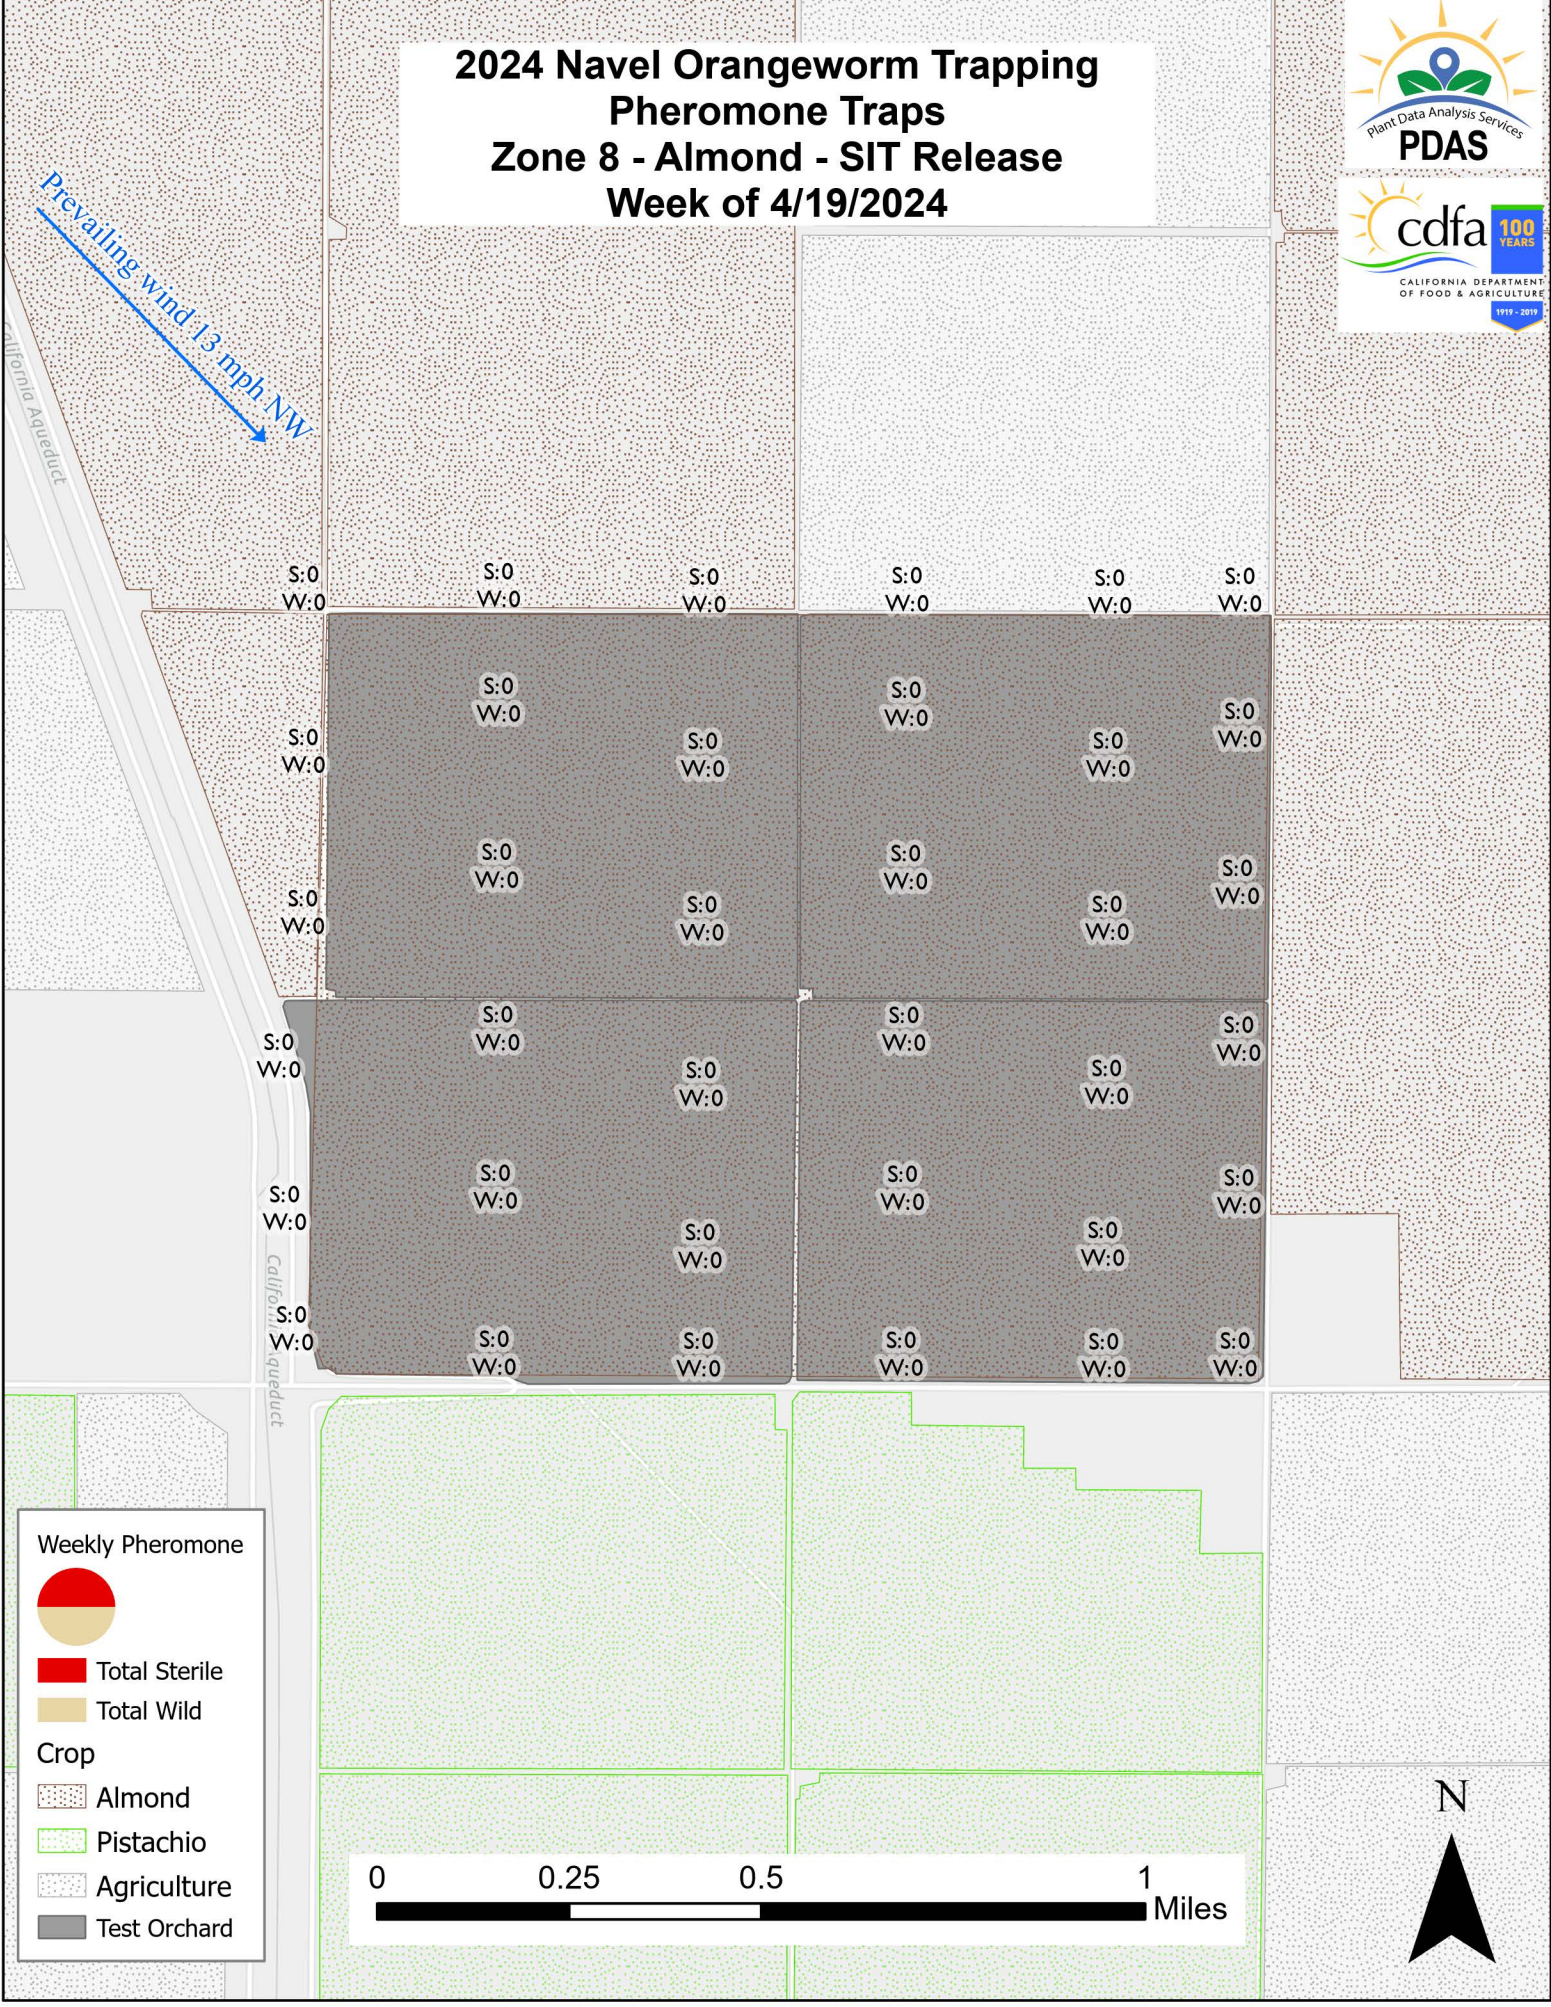 2024 Navel Orangeworm Trapping
Pheromone Traps
Zone 8 - Almond - SIT Release
Week of 4/19/2024
Plant Data Analysis Services
PDAS
cdfa
100
YEARS
CALIFORNIA DEPARTMENT
OF FOOD & AGRICULTURE
1919 - 2019
Prevailing wind 13 mph NW
California Aqueduct
S:0 S:0 S:0 S:0 S:0 S:0
W:0 W:0 W:0 W:0 W:0 W:0
S:0 S:0
W:0 W:0
S:0 S:0 S:0 S:0
W:0 W:0 W:0 W:0
S:0 S:0
W:0 W:0
S:0 S:0 S:0 S:0
W:0 W:0 W:0 W:0
S:0 S:0 S:0
W:0 W:0 W:0
S:0 S:0 S:0 S:0
W:0 W:0 W:0 W:0
S:0 S:0 S:0 S:0
W:0 W:0 W:0 W:0
S:0 S:0
W:0 W:0
S:0 S:0 S:0 S:0 S:0 S:0
W:0 W:0 W:0 W:0 W:0 W:0
California Aqueduct
Weekly Pheromone
Total Sterile
Total Wild
Crop
Almond
Pistachio
Agriculture
Test Orchard
0 0.25 0.5 1
Miles
N